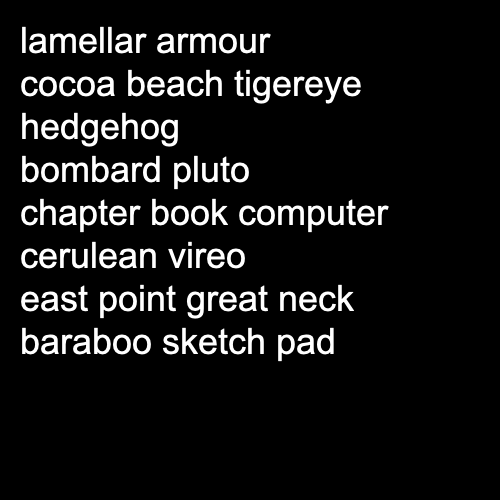 lamellar armour
cocoa beach tigereye
hedgehog
bombard pluto
chapter book computer
cerulean vireo
east point great neck
baraboo sketch pad